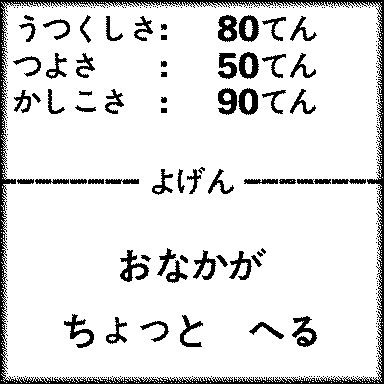 うつくしさ: 80てん
つよさ : 50てん
かしこさ : 90てん
よげん
おなかが
ちょっと へる